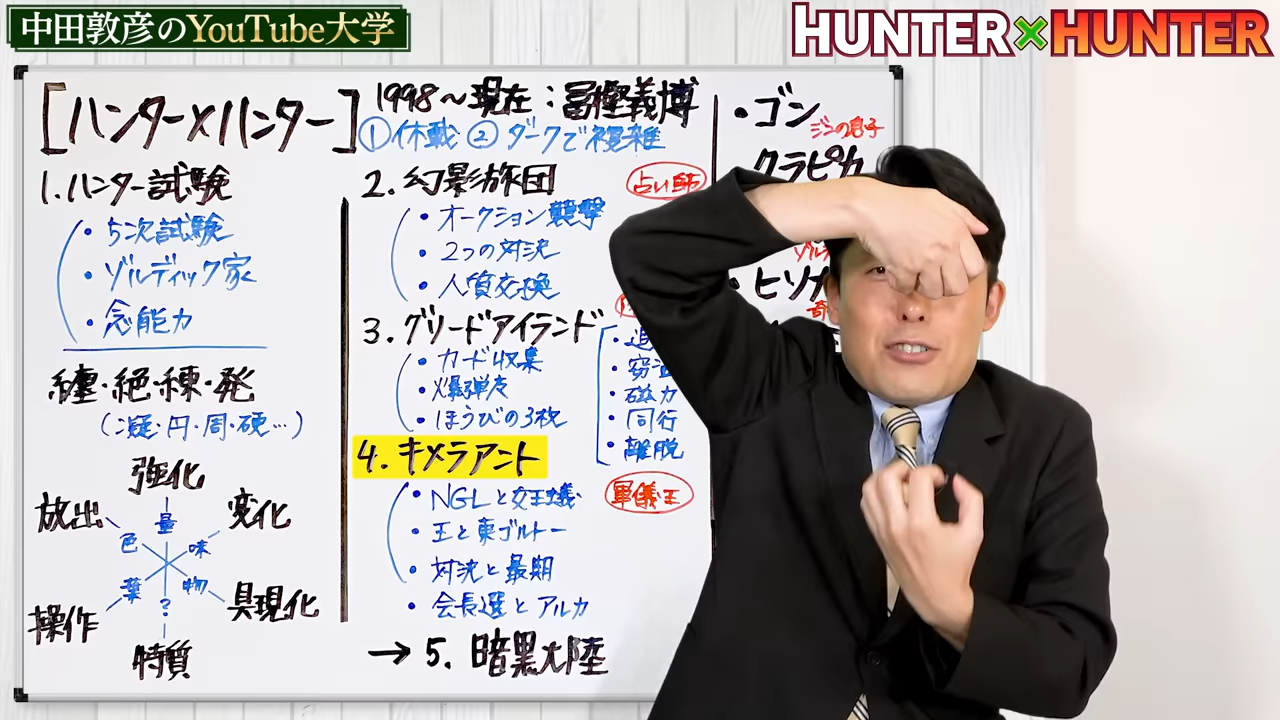 中田敦彦のYouTube大学
HUNTER×HUNTER
[ハンター×ハンター]
1998～現在：冨樫義博
①休載 ②ダークで複雑
1.ハンター試験
・5次試験
・ゾルディック家
・念能力
纏・絶・練・発
(凝・円・周・硬…)
強化
放出
変化
量
色
味
葉
物
?
操作
具現化
特質
2.幻影旅団
占い師
・オークション襲撃
・2つの対決
・人質交換
3.グリードアイランド
・カード収集
・爆弾魔
・ほうびの3枚
・窃盗
・磁力
・同行
・離脱
4.キメラアント
・NGLと女王蟻
軍儀王
・王と東ゴルトー
・対決と最期
・会長選とアルカ
→5.暗黒大陸
・ゴン
ジンの息子
クラピカ
・ヒソカ
奇